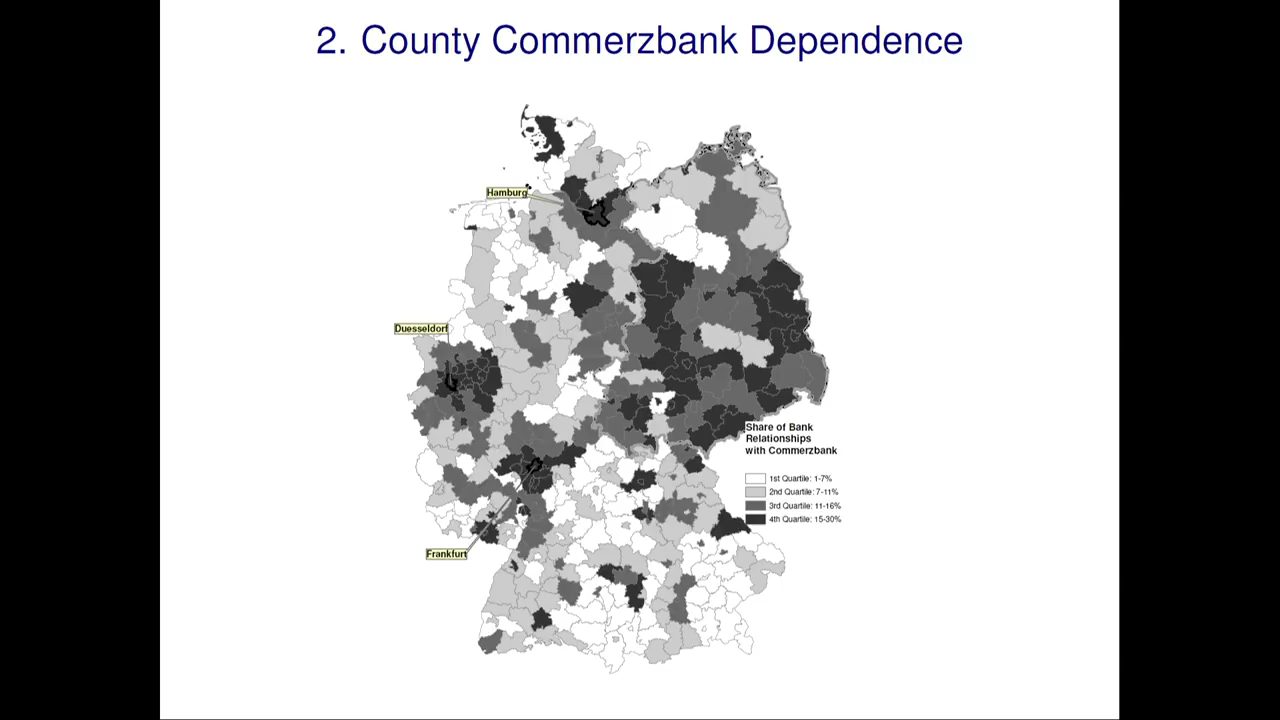 2. County Commerzbank Dependence
Hamburg
Duesseldorf
Share of Bank
Relationships
with Commerzbank
1st Quartile: 1-7%
2nd Quartile: 7-11%
3rd Quartile: 11-16%
4th Quartile: 15-30%
Frankfurt